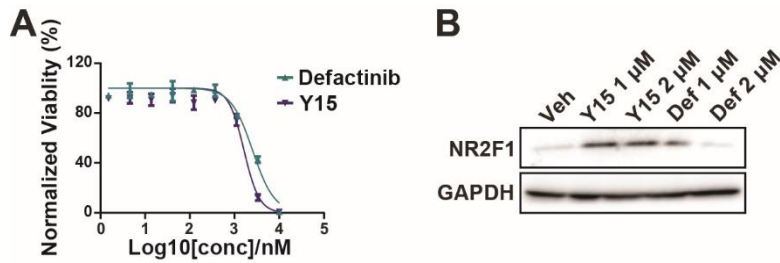 A
Normalized Viablity (%)
120
80
40
0
0
1
2
3
4
5
Log10[conc]/nM
Defactinib
Y15
B
Veh
Y15 1 µM
Y15 2 µM
Def 1 µM
Def 2 µM
NR2F1
GAPDH